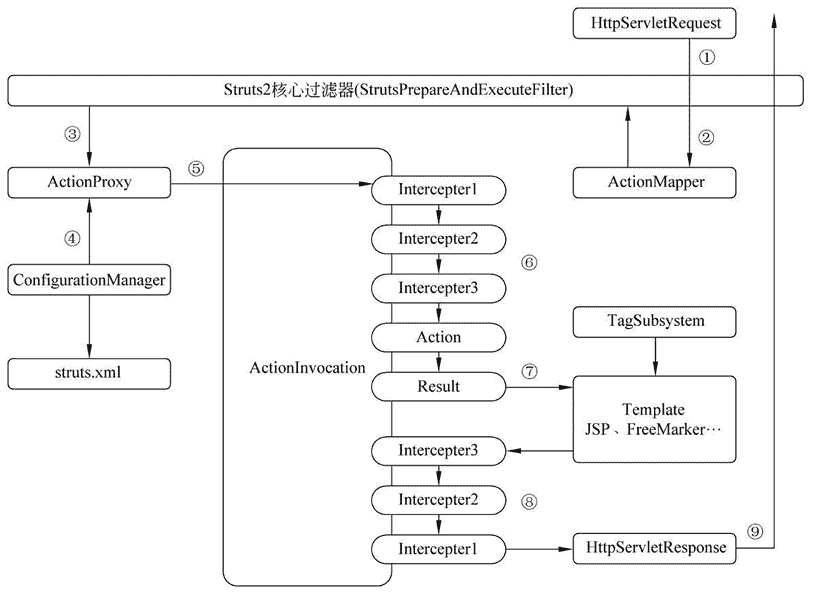 HttpServletRequest
①
Struts2核心过滤器(StrutsPrepareAndExecuteFilter)
③
②
ActionProxy
⑤
Intercepter1
ActionMapper
④
Intercepter2
⑥
ConfigurationManager
Intercepter3
TagSubsystem
Action
struts.xml
ActionInvocation
Result
⑦
Template
JSP、FreeMarker…
Intercepter3
Intercepter2
⑧
Intercepter1
HttpServletResponse
⑨